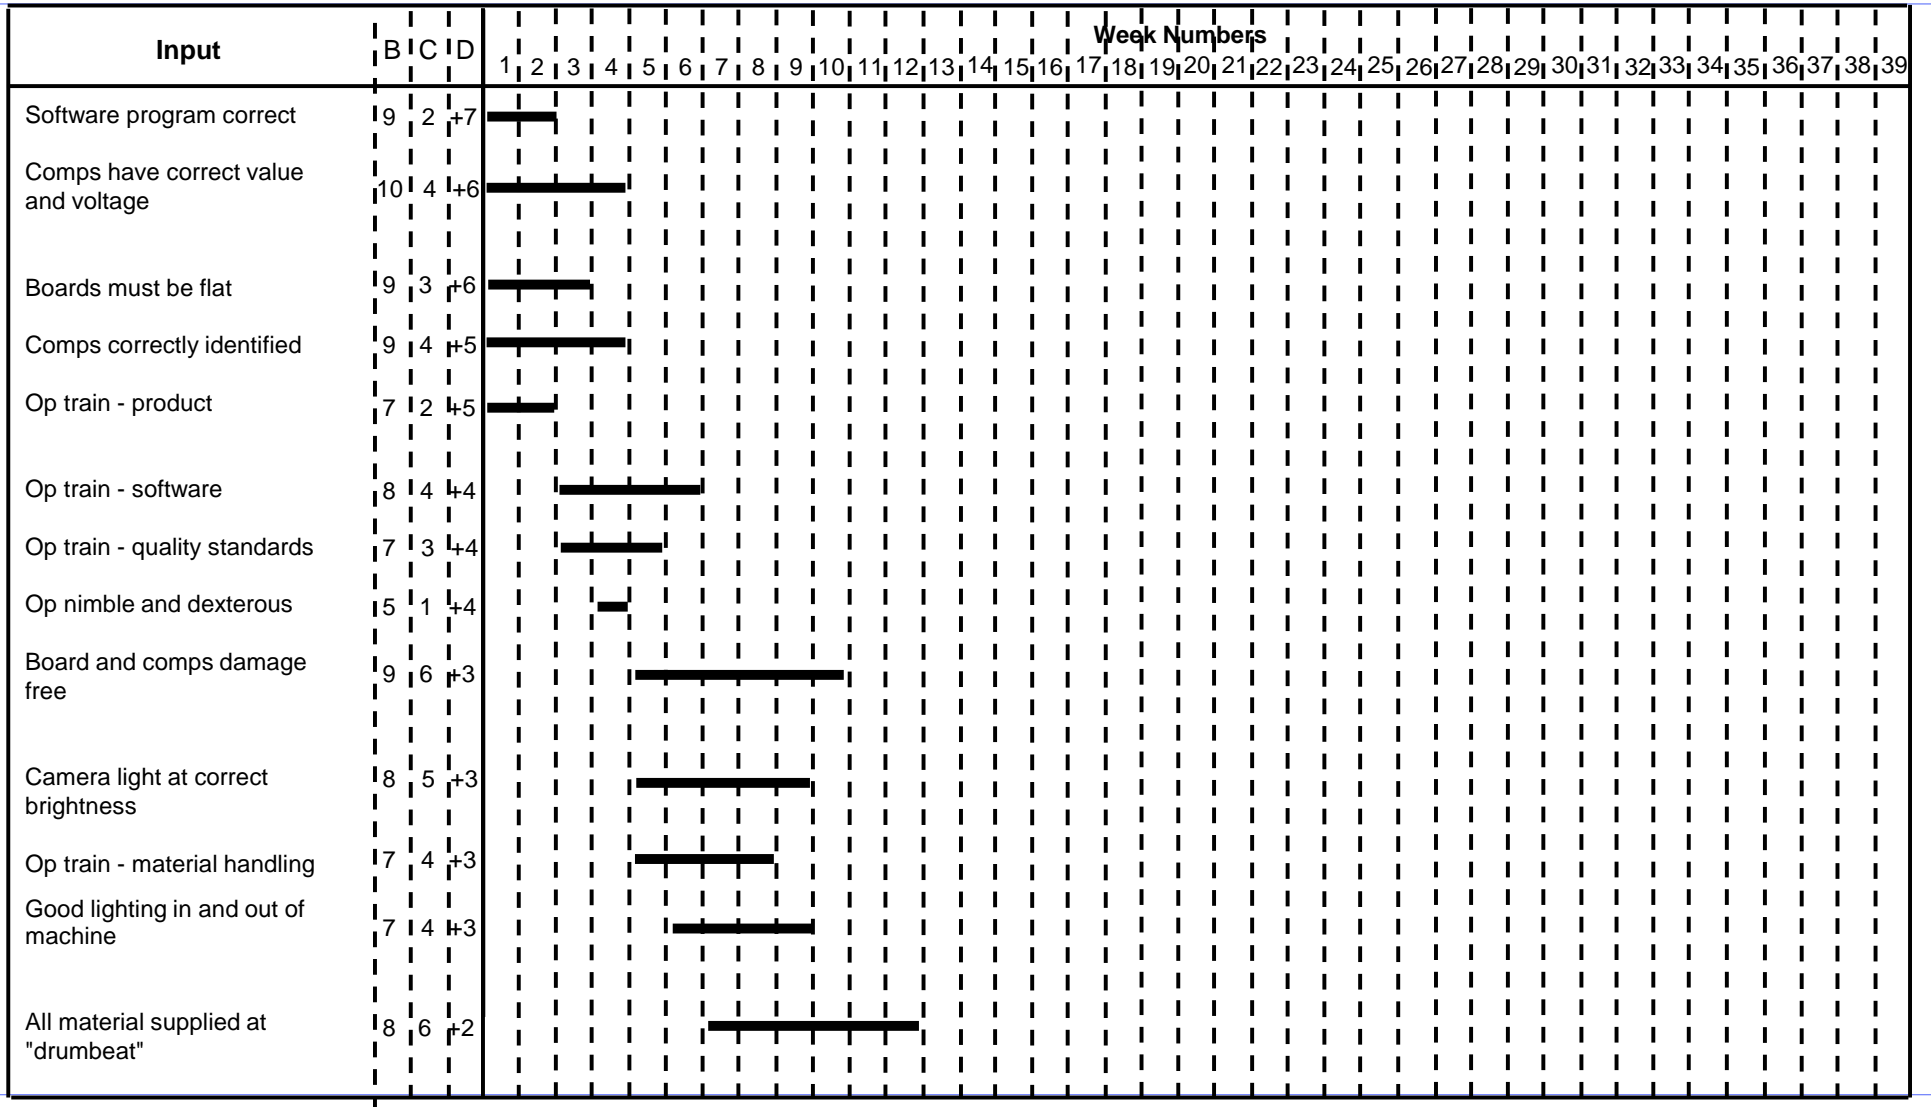 Week Numbers
Input B C D
1 2 3 4 5 6 7 8 9 10 11 12 13 14 15 16 17 18 19 20 21 22 23 24 25 26 27 28 29 30 31 32 33 34 35 36 37 38 39
Software program correct 9 2 +7
Comps have correct value
and voltage 10 4 +6
Boards must be flat 9 3 +6
Comps correctly identified 9 4 +5
Op train - product 7 2 +5
Op train - software 8 4 +4
Op train - quality standards 7 3 +4
Op nimble and dexterous 5 1 +4
Board and comps damage
free 9 6 +3
Camera light at correct
brightness 8 5 +3
Op train - material handling 7 4 +3
Good lighting in and out of
machine 7 4 +3
All material supplied at
"drumbeat" 8 6 +2